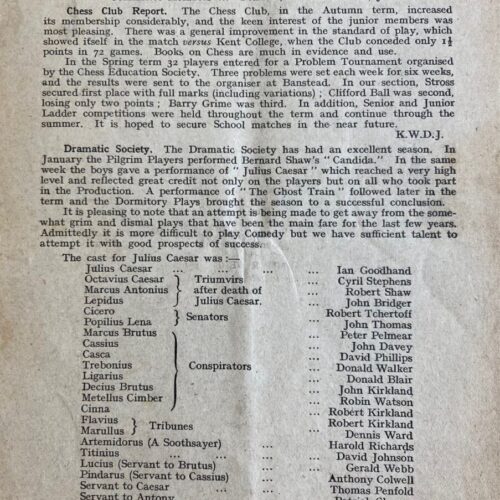 Chess Club Report. The Chess Club, in the Autumn term, increased
its membership considerably, and the keen interest of the junior members was
most pleasing. There was a general improvement in the standard of play, which
showed itself in the match versus Kent College, when the Club conceded only 1½
points in 72 games. Books on Chess are much in evidence and use.
In the Spring term 32 players entered for a Problem Tournament organised
by the Chess Education Society. Three problems were set each week for six weeks,
and the results were sent to the organiser at Banstead. In our section, Stross
secured first place with full marks (including variations); Clifford Ball was second,
losing only two points; Barry Grime was third. In addition, Senior and Junior
Ladder competitions were held throughout the term and continue through the
summer. It is hoped to secure School matches in the near future.
K.W.D.J.
Dramatic Society. The Dramatic Society has had an excellent season. In
January the Pilgrim Players performed Bernard Shaw's "Candida." In the same
week the boys gave a performance of "Julius Caesar" which reached a very high
level and reflected great credit not only on the players but on all who took part
in the Production. A performance of "The Ghost Train" followed later in the
term and the Dormitory Plays brought the season to a successful conclusion.
It is pleasing to note that an attempt is being made to get away from the some-
what grim and dismal plays that have been the main fare for the last few years.
Admittedly it is more difficult to play Comedy but we have sufficient talent to
attempt it with good prospects of success.
The cast for Julius Caesar was :—
Julius Caesar ... ... ... ... Ian Goodhand
Octavius Caesar } Triumvirs ... Cyril Stephens
Marcus Antonius } after death of ... Robert Shaw
Lepidus } Julius Caesar. ... John Bridger
Cicero } Senators ... Robert Tchertoff
Popilius Lena } ... John Thomas
Marcus Brutus ... Peter Pelmear
Cassius ... John Davey
Casca ... David Phillips
Trebonius } Conspirators ... Donald Walker
Ligarius ... Donald Blair
Decius Brutus ... John Kirkland
Metellus Cimber ... Robin Watson
Cinna ... Robert Kirkland
Flavius } Tribunes ... Robert Kirkland
Marullus } ... Dennis Ward
Artemidorus (A Soothsayer) ... ... Harold Richards
Titinius ... ... ... David Johnson
Lucius (Servant to Brutus) ... ... Gerald Webb
Pindarus (Servant to Cassius) ... Anthony Colwell
Servant to Caesar ... ... Thomas Penfold
Servant to Antony